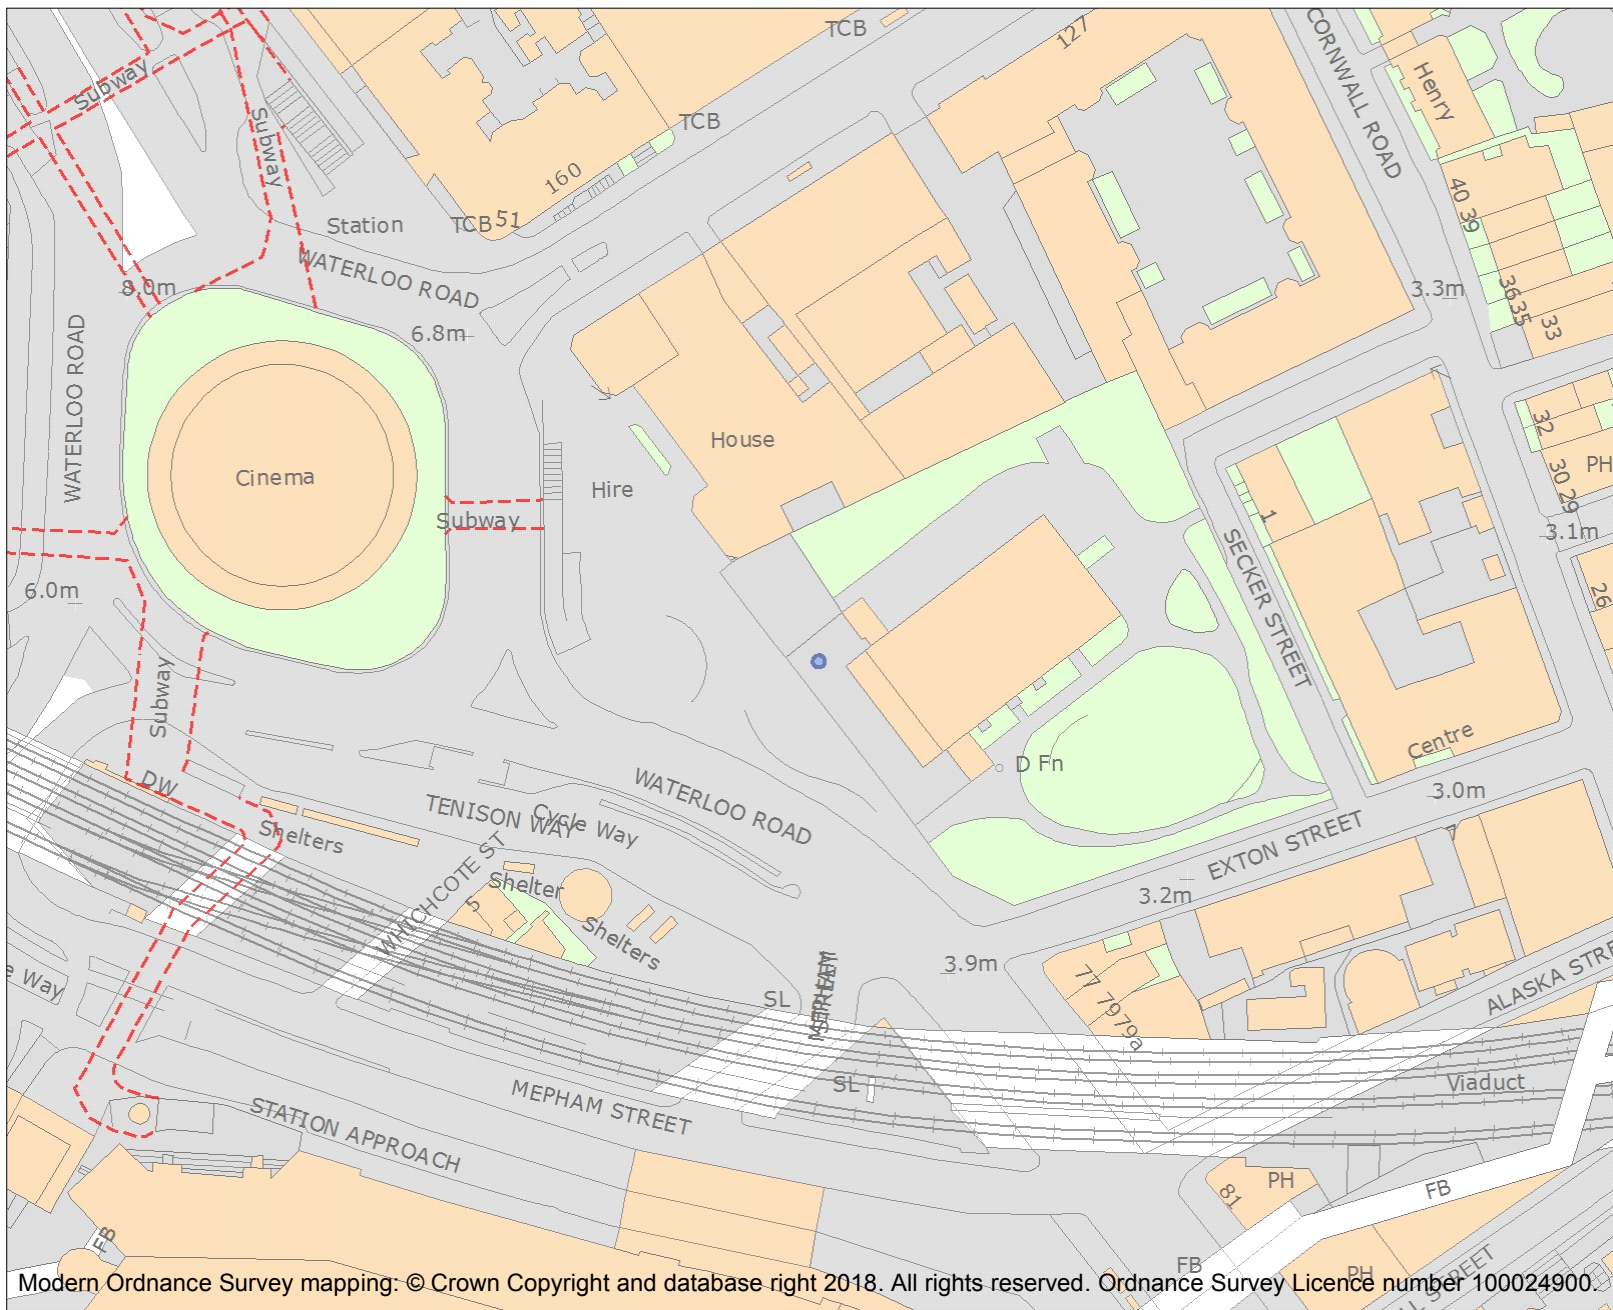 TCB
127
CORNWALL ROAD
Henry
Subway
Subway
TCB
160
40 39
Station
TCB
51
WATERLOO ROAD
8.0m
3.3m
3635
33
6.8m
WATERLOO ROAD
32
House
PH
Cinema
Hire
30 29
1
Subway
3.1m
SECKER STREET
6.0m
26
Subway
Centre
D Fn
DW
3.0m
WATERLOO ROAD
TENISON WAY
Cycle Way
Shelters
EXTON STREET
WHICHCOTE ST
Shelter
5
3.2m
Shelters
3.9m
e Way
77 79
79a
SL
ALASKA STRE
SL
Viaduct
MEPHAM STREET
STATION APPROACH
PH
81
FB
FB
FB
PH
LL STREET
Modern Ordnance Survey mapping: © Crown Copyright and database right 2018. All rights reserved. Ordnance Survey Licence number 100024900.